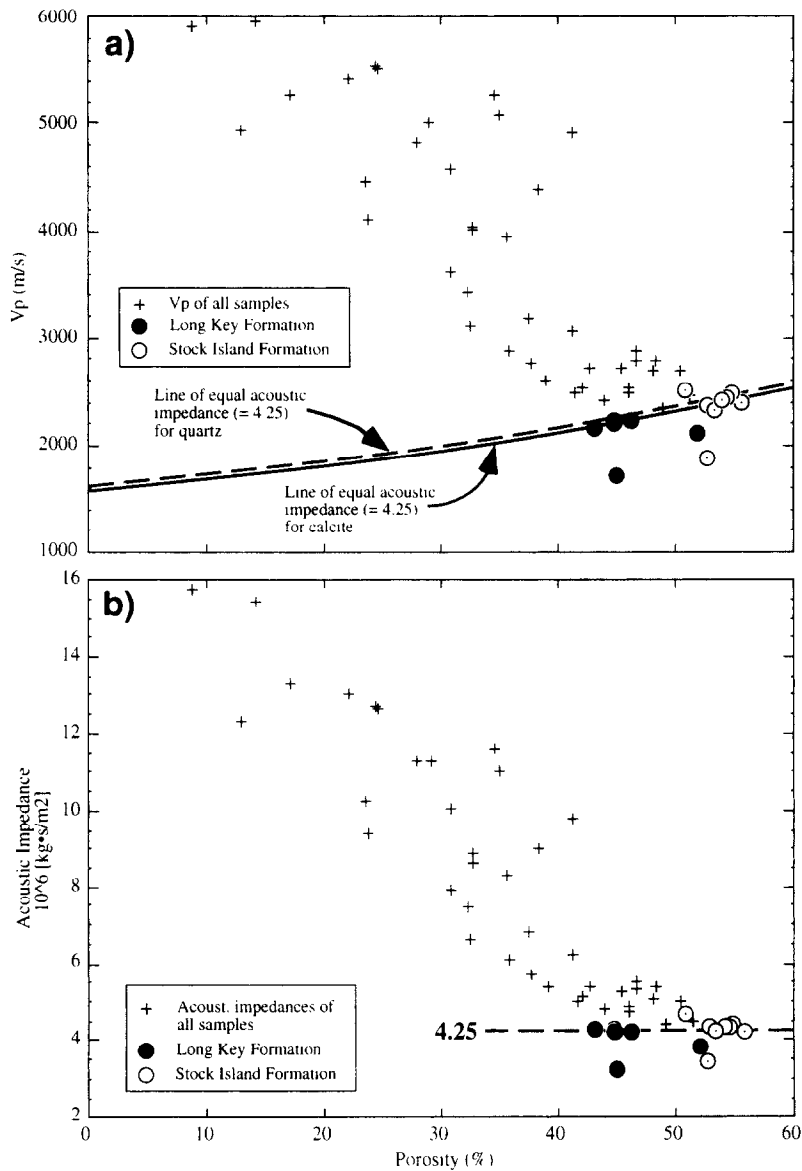 6000
a)
5000
4000
Vp (m/s)
+ Vp of all samples
Long Key Formation
3000
Stock Island Formation
Line of equal acoustic
impedance (= 4 25)
for quartz
2000
Line of equal acoustic
impedance (= 4.25)
for calcite
1000
16
b)
14
12
10
Acoustic Impedance
10^6 [kg•s/m2]
8
6
+ Acoust. impedances of
all samples
4.25
4
Long Key Formation
Stock Island Formation
2
0 10 20 30 40 50 60
Porosity (%)